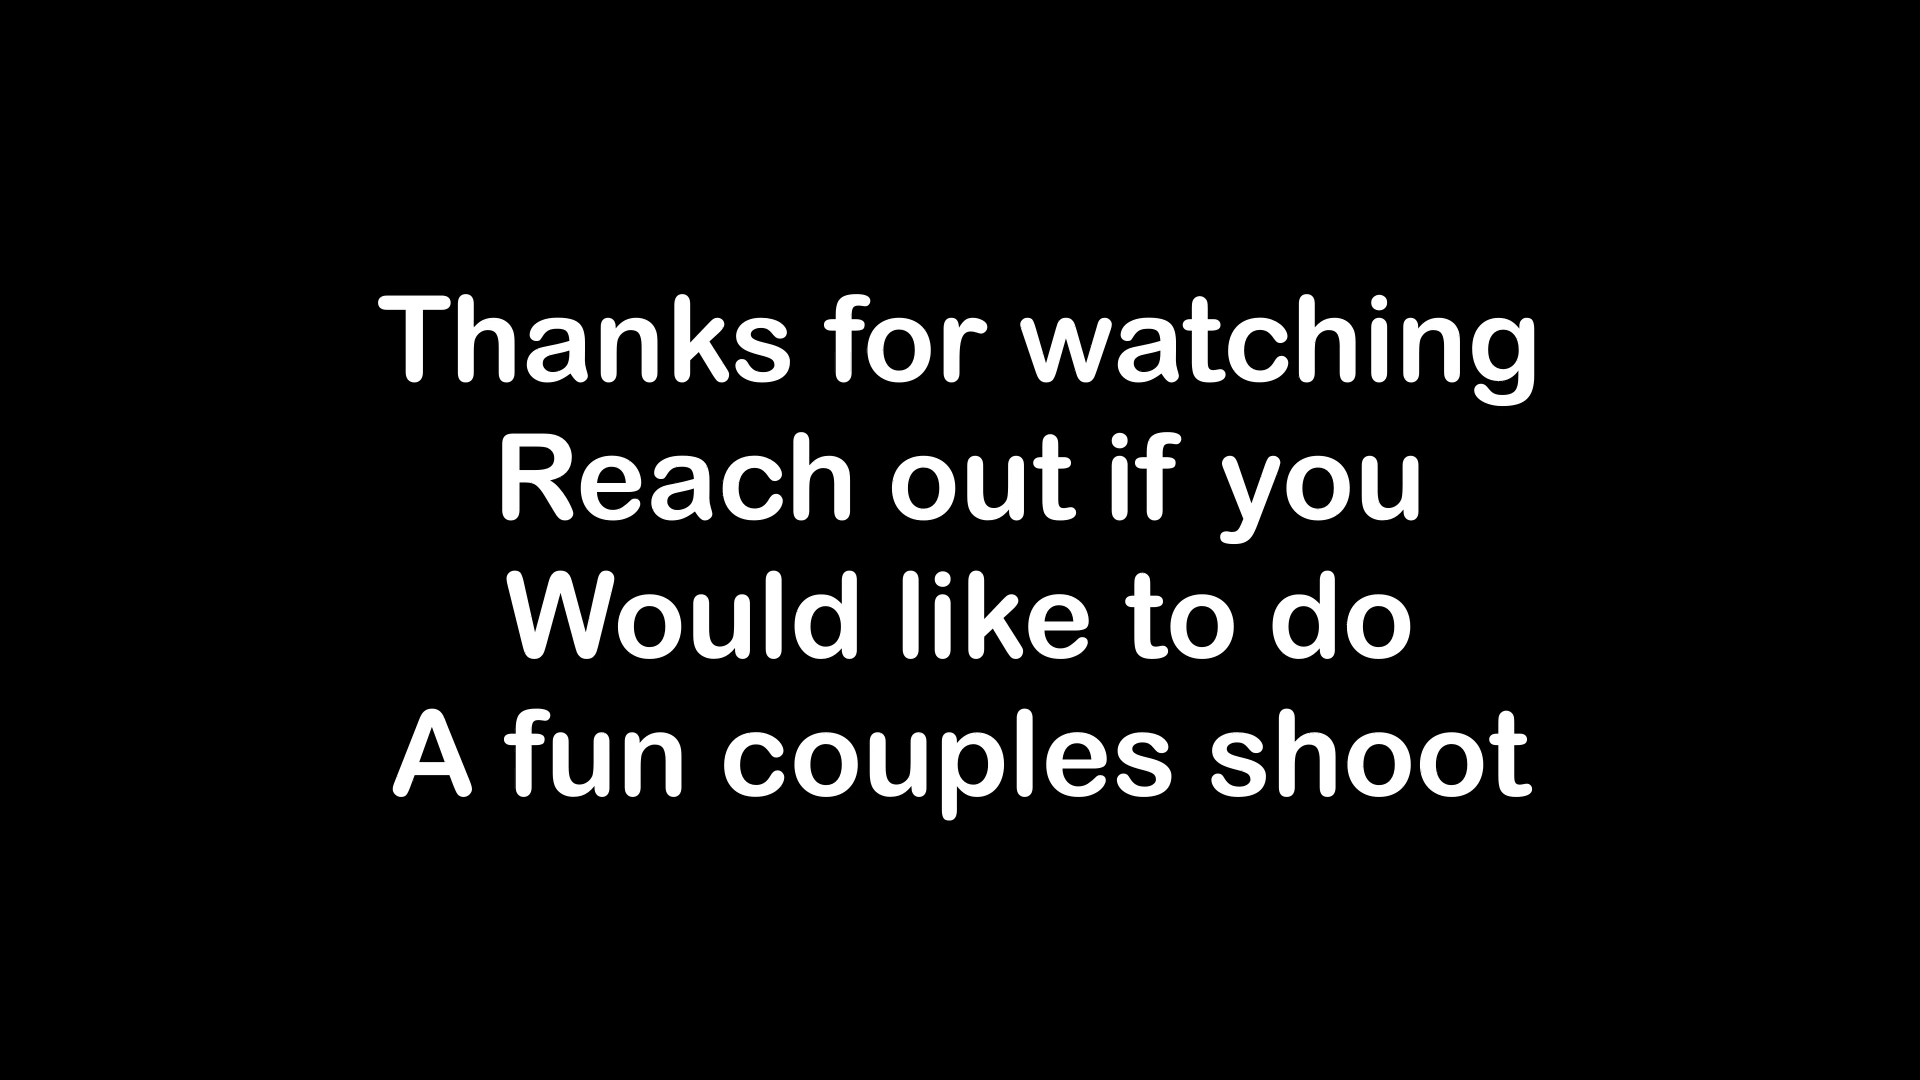 Thanks for watching
Reach out if you
Would like to do
A fun couples shoot